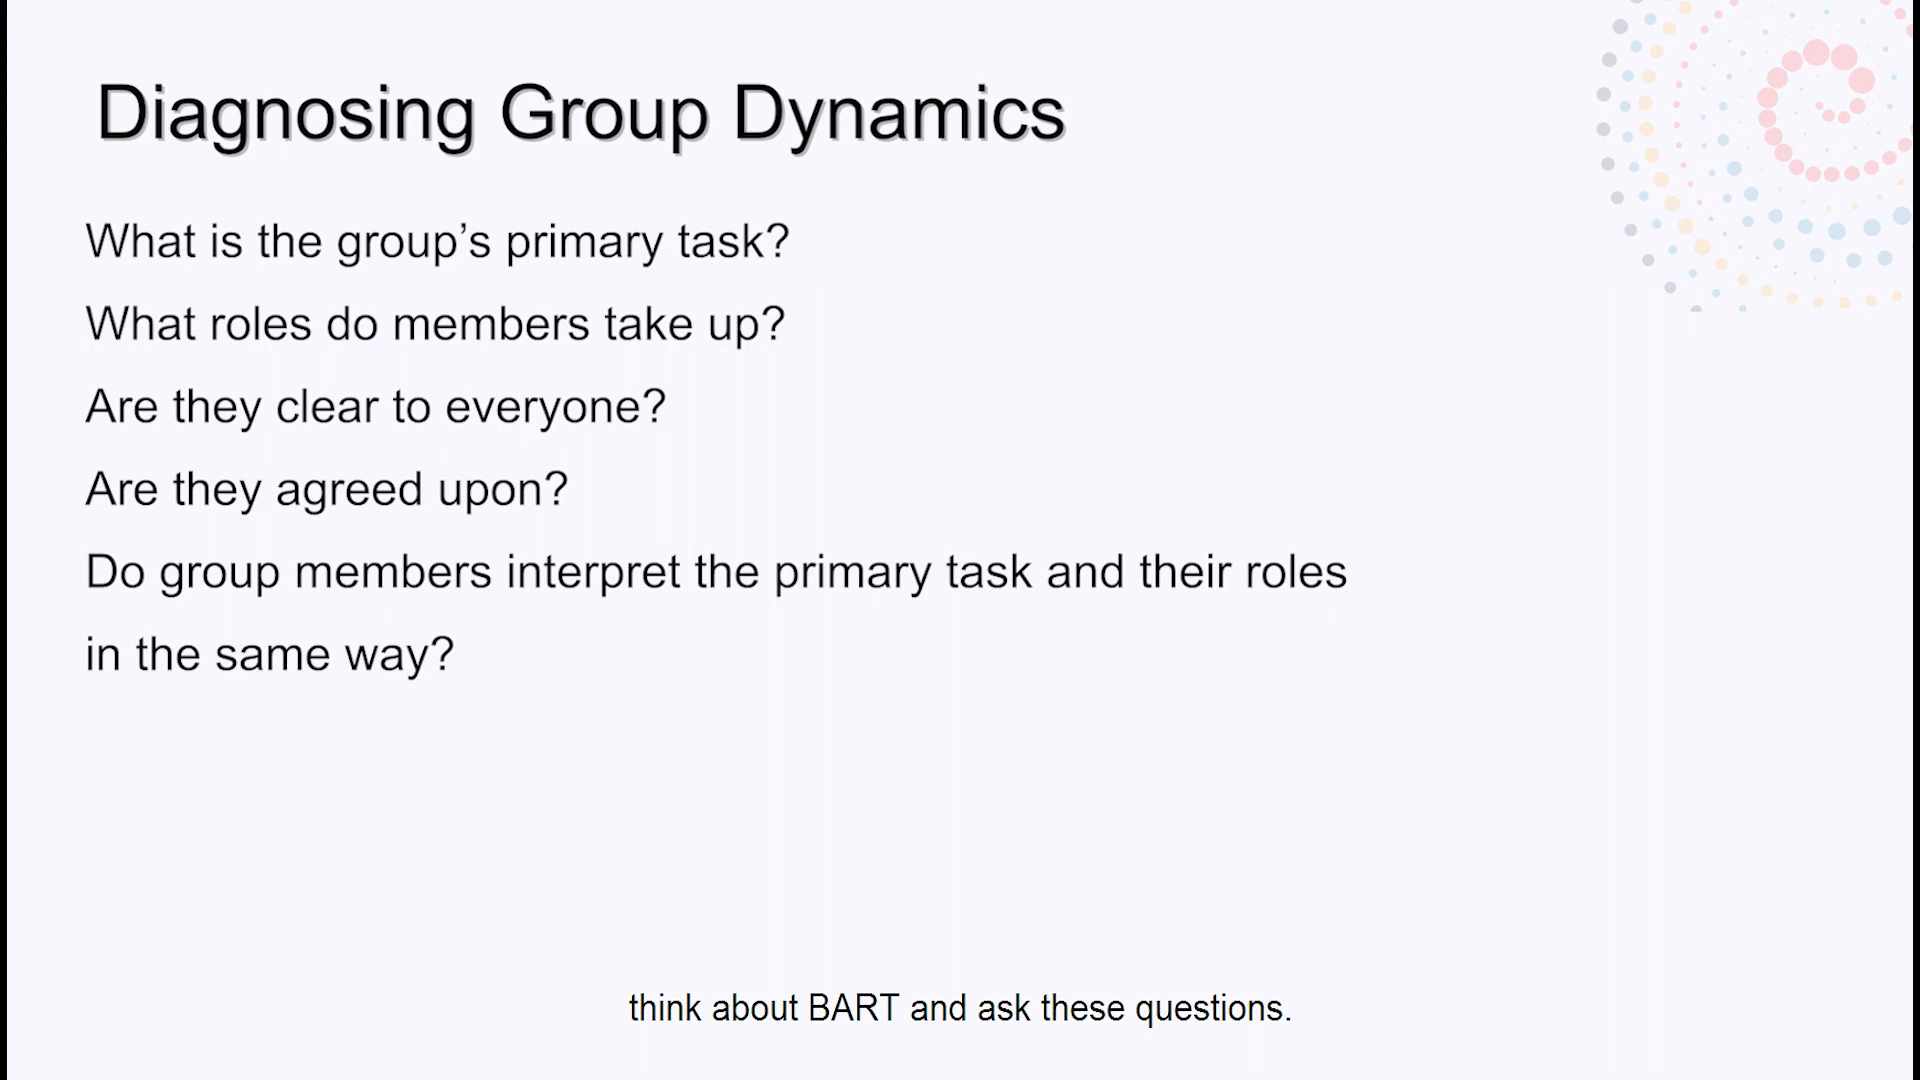 Diagnosing Group Dynamics
What is the group’s primary task?
What roles do members take up?
Are they clear to everyone?
Are they agreed upon?
Do group members interpret the primary task and their roles
in the same way?
think about BART and ask these questions.